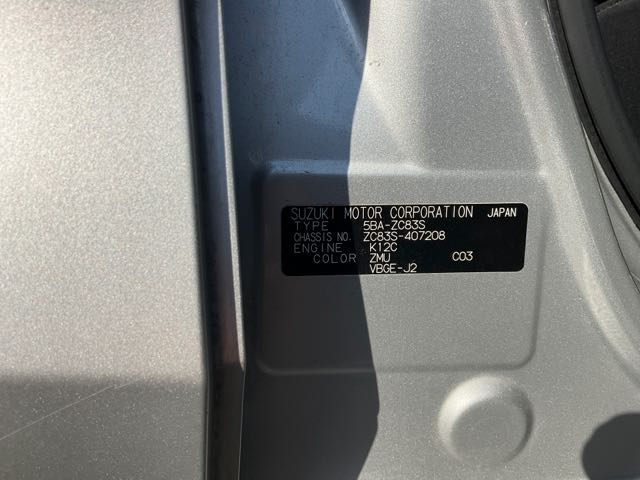 SUZUKI MOTOR CORPORATION JAPAN
TYPE 5BA-ZC83S
CHASSIS NO. ZC83S-407208
ENGINE K12C
COLOR ZMU C03
VBGE-J2